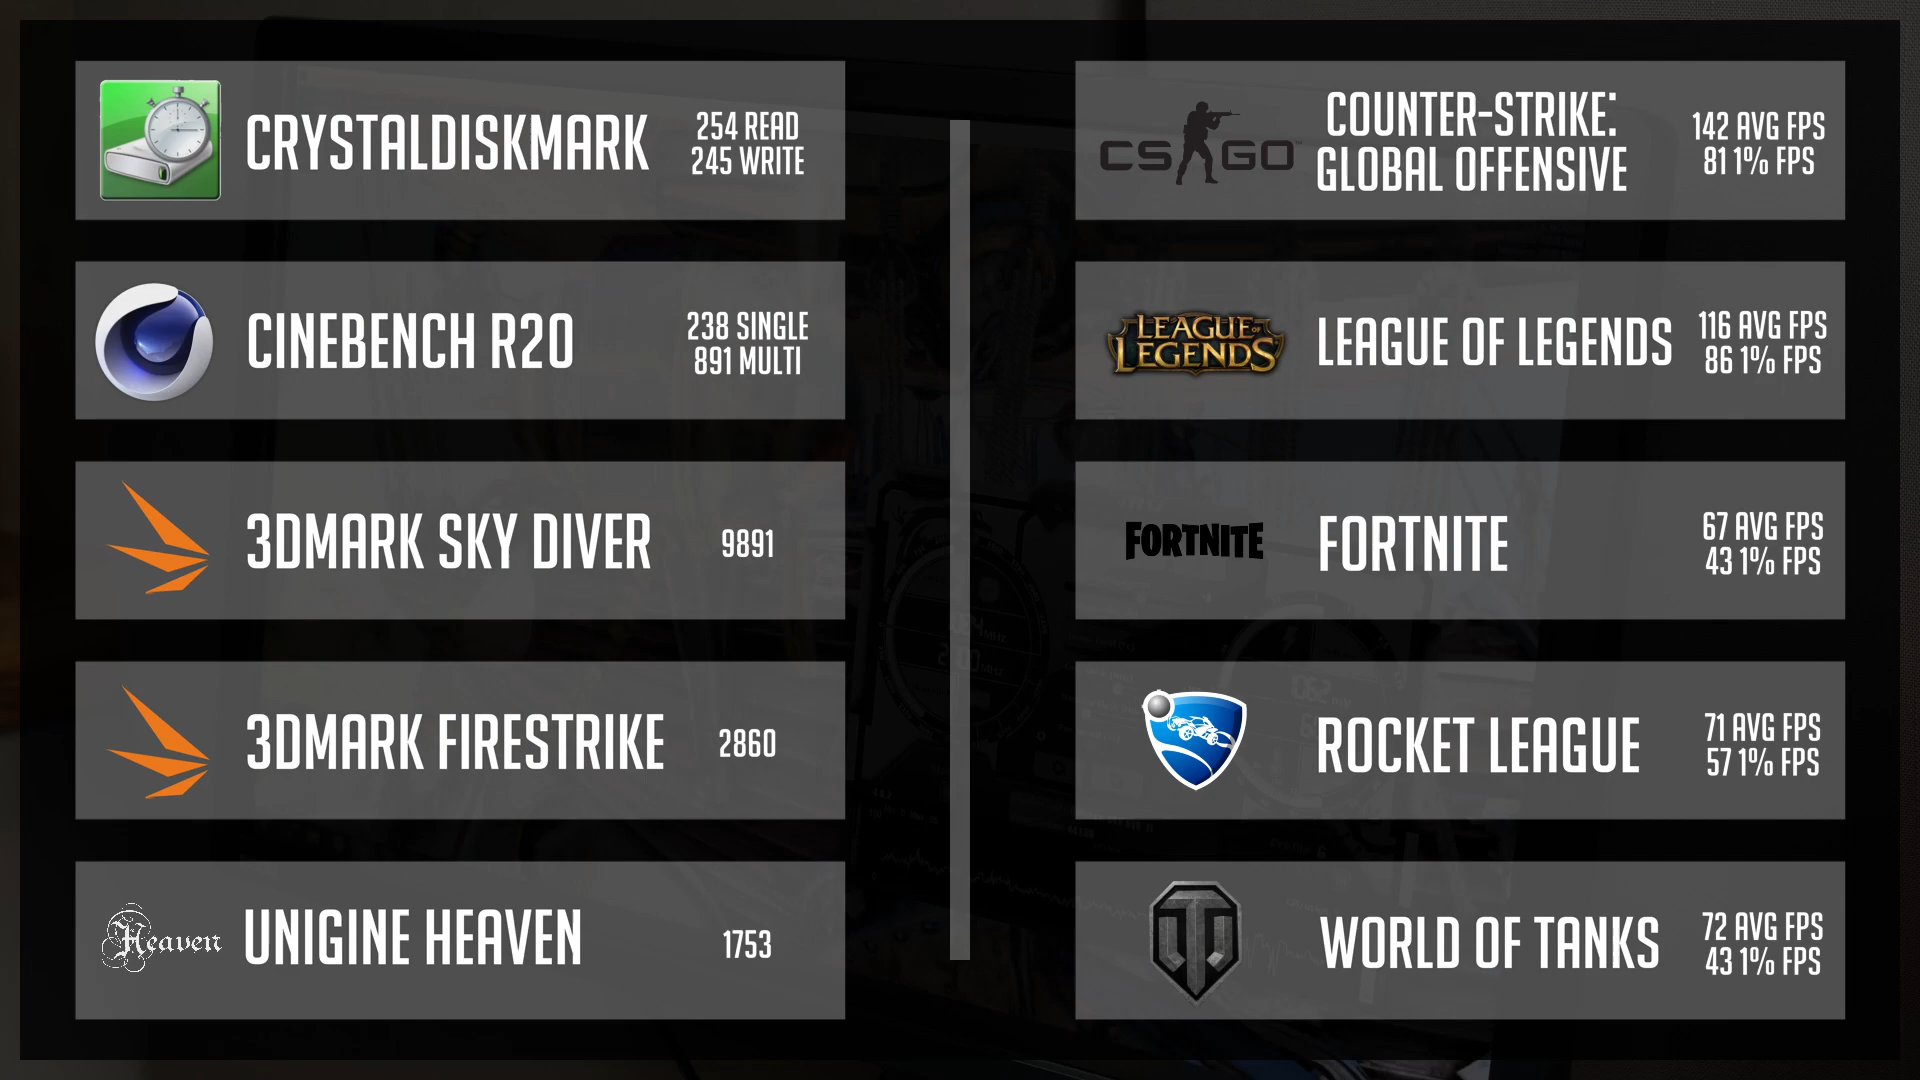 CRYSTALDISKMARK
254 READ
245 WRITE
CINEBENCH R20
238 SINGLE
891 MULTI
3DMARK SKY DIVER
9891
3DMARK FIRESTRIKE
2860
Heaven
UNIGINE HEAVEN
1753
CS GO
COUNTER-STRIKE:
GLOBAL OFFENSIVE
142 AVG FPS
81 1% FPS
LEAGUE OF
LEGENDS
LEAGUE OF LEGENDS
116 AVG FPS
86 1% FPS
FORTNITE
FORTNITE
67 AVG FPS
43 1% FPS
ROCKET LEAGUE
71 AVG FPS
57 1% FPS
WORLD OF TANKS
72 AVG FPS
43 1% FPS